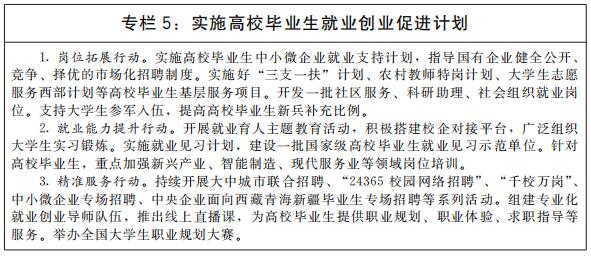 专栏5：实施高校毕业生就业创业促进计划
1. 岗位拓展行动。实施高校毕业生中小微企业就业支持计划，指导国有企业健全公开、
竞争、择优的市场化招聘制度。实施好“三支一扶”计划、农村教师特岗计划、大学生志愿
服务西部计划等高校毕业生基层服务项目。开发一批社区服务、科研助理、社会组织就业岗
位。支持大学生参军入伍，提高高校毕业生新兵补充比例。
2. 就业能力提升行动。开展就业育人主题教育活动，积极搭建校企对接平台，广泛组织
大学生实习锻炼。实施就业见习计划，建设一批国家级高校毕业生就业见习示范单位。针对
高校毕业生，重点加强新兴产业、智能制造、现代服务业等领域岗位培训。
3. 精准服务行动。持续开展大中城市联合招聘、“24365校园网络招聘”、“千校万岗”、
中小微企业专场招聘、中央企业面向西藏青海新疆毕业生专场招聘等系列活动。组建专业化
就业创业导师队伍，推出线上直播课，为高校毕业生提供职业规划、职业体验、求职指导等
服务。举办全国大学生职业规划大赛。